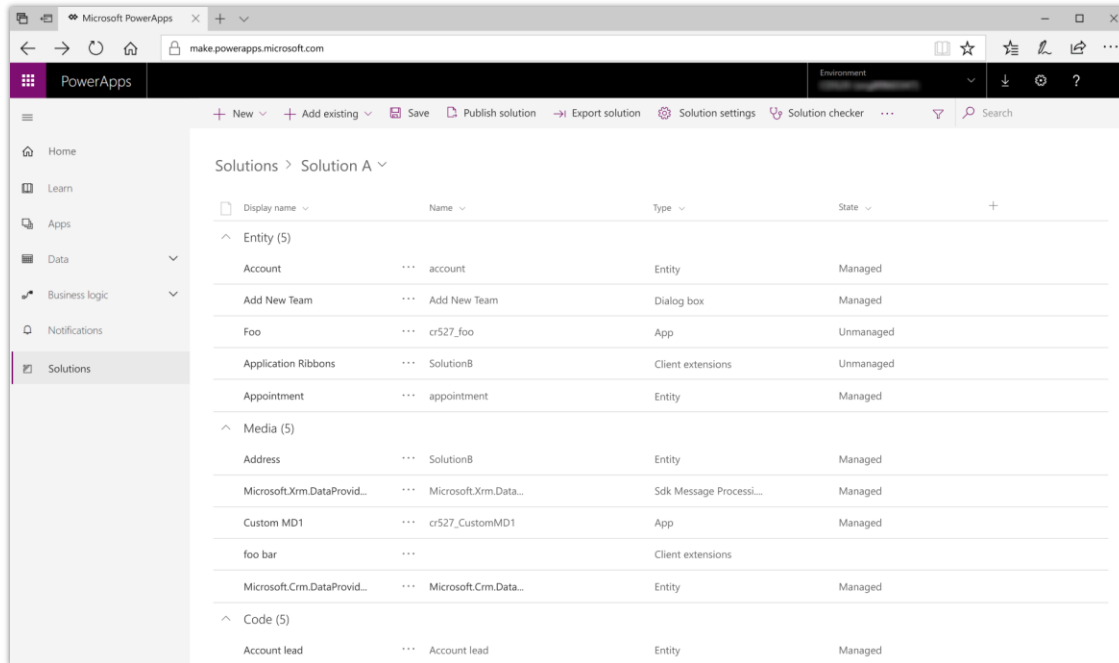 Microsoft PowerApps
make.powerapps.microsoft.com
PowerApps
Environment
?
New
Add existing
Save
Publish solution
Export solution
Solution settings
Solution checker
...
Search
Home
Learn
Apps
Data
Business logic
Notifications
Solutions
Solutions > Solution A
Display name Name Type State
Entity (5)
Account ... account Entity Managed
Add New Team ... Add New Team Dialog box Managed
Foo ... cr527_foo App Unmanaged
Application Ribbons ... SolutionB Client extensions Unmanaged
Appointment ... appointment Entity Managed
Media (5)
Address ... SolutionB Entity Managed
Microsoft.Xrm.DataProvid... ... Microsoft.Xrm.Data... Sdk Message Processi.... Managed
Custom MD1 ... cr527_CustomMD1 App Managed
foo bar ... Client extensions
Microsoft.Crm.DataProvid... ... Microsoft.Crm.Data... Entity Managed
Code (5)
Account lead ... Account lead Entity Managed